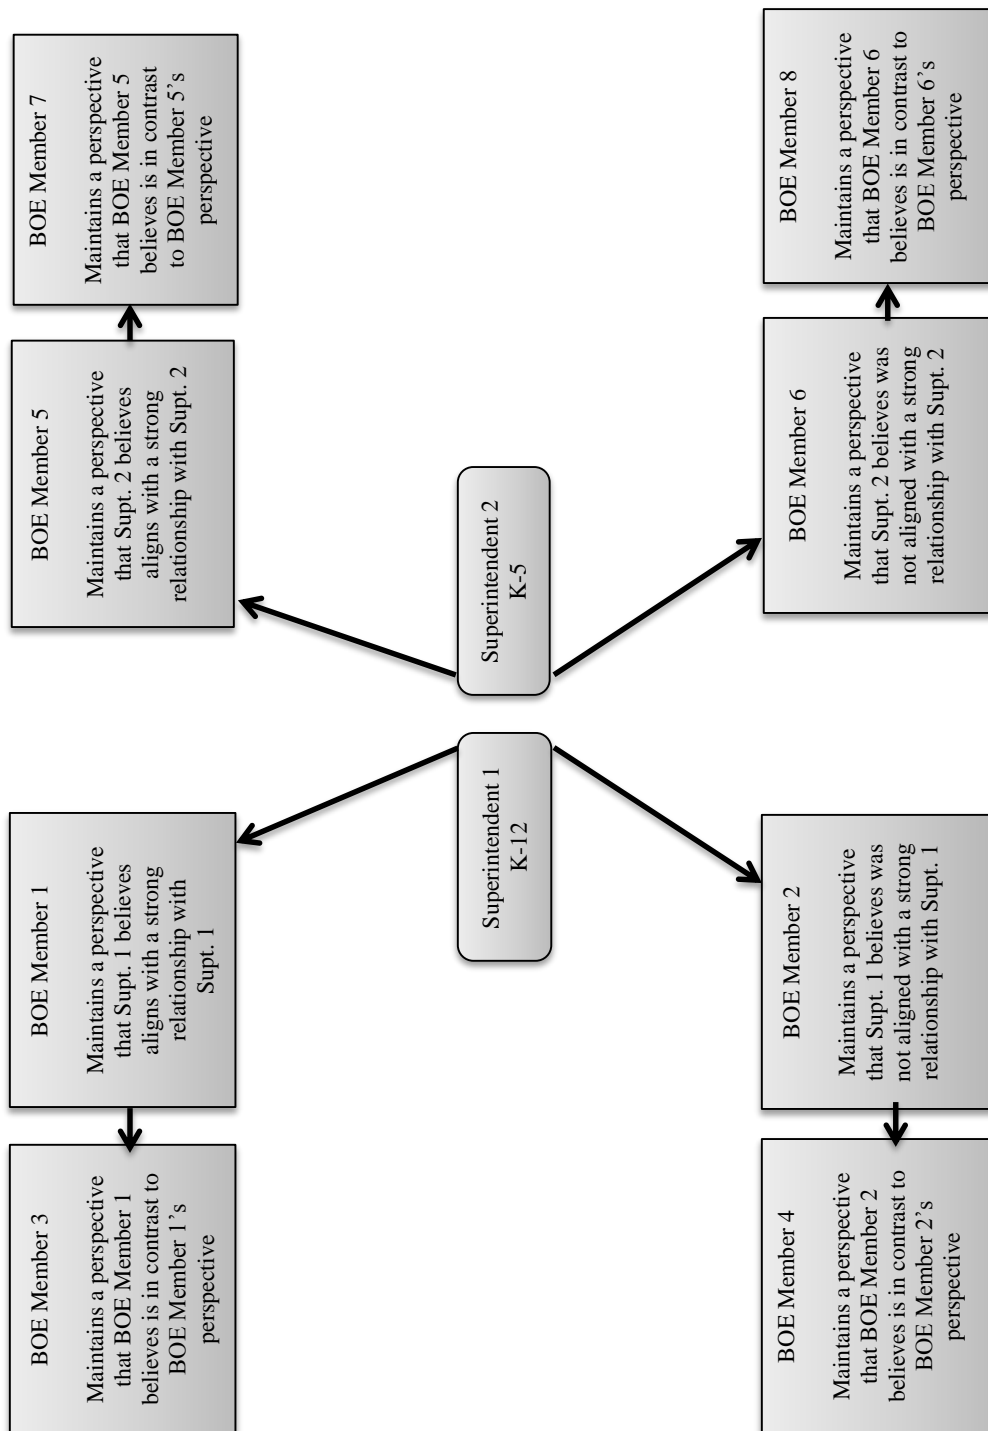 BOE Member 3
Maintains a perspective
that BOE Member 1
believes is in contrast to
BOE Member 1’s
perspective
BOE Member 1
Maintains a perspective
that Supt. 1 believes
aligns with a strong
relationship with
Supt. 1
BOE Member 5
Maintains a perspective
that Supt. 2 believes
aligns with a strong
relationship with Supt. 2
BOE Member 7
Maintains a perspective
that BOE Member 5
believes is in contrast
to BOE Member 5’s
perspective
Superintendent 1
K-12
Superintendent 2
K-5
BOE Member 4
Maintains a perspective
that BOE Member 2
believes is in contrast to
BOE Member 2’s
perspective
BOE Member 2
Maintains a perspective
that Supt. 1 believes was
not aligned with a strong
relationship with Supt. 1
BOE Member 6
Maintains a perspective
that Supt. 2 believes was
not aligned with a strong
relationship with Supt. 2
BOE Member 8
Maintains a perspective
that BOE Member 6
believes is in contrast to
BOE Member 6’s
perspective